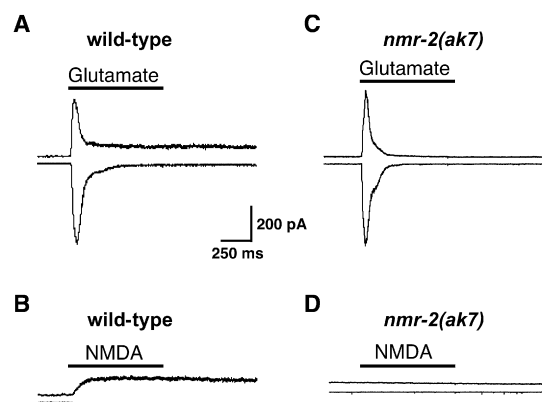 A
wild-type
Glutamate
C
nmr-2(ak7)
Glutamate
200 pA
250 ms
B
wild-type
NMDA
D
nmr-2(ak7)
NMDA